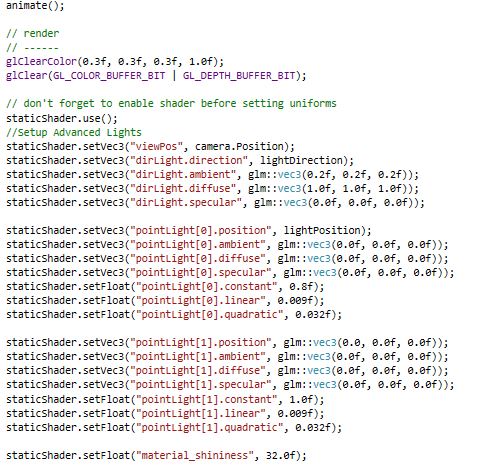 animate();
// render
// ------
glClearColor(0.3f, 0.3f, 0.3f, 1.0f);
glClear(GL_COLOR_BUFFER_BIT | GL_DEPTH_BUFFER_BIT);
// don't forget to enable shader before setting uniforms
staticShader.use();
//Setup Advanced Lights
staticShader.setVec3("viewPos", camera.Position);
staticShader.setVec3("dirLight.direction", lightDirection);
staticShader.setVec3("dirLight.ambient", glm::vec3(0.2f, 0.2f, 0.2f));
staticShader.setVec3("dirLight.diffuse", glm::vec3(1.0f, 1.0f, 1.0f));
staticShader.setVec3("dirLight.specular", glm::vec3(0.0f, 0.0f, 0.0f));
staticShader.setVec3("pointLight[0].position", lightPosition);
staticShader.setVec3("pointLight[0].ambient", glm::vec3(0.0f, 0.0f, 0.0f));
staticShader.setVec3("pointLight[0].diffuse", glm::vec3(0.0f, 0.0f, 0.0f));
staticShader.setVec3("pointLight[0].specular", glm::vec3(0.0f, 0.0f, 0.0f));
staticShader.setFloat("pointLight[0].constant", 0.8f);
staticShader.setFloat("pointLight[0].linear", 0.009f);
staticShader.setFloat("pointLight[0].quadratic", 0.032f);
staticShader.setVec3("pointLight[1].position", glm::vec3(0.0, 0.0f, 0.0f));
staticShader.setVec3("pointLight[1].ambient", glm::vec3(0.0f, 0.0f, 0.0f));
staticShader.setVec3("pointLight[1].diffuse", glm::vec3(0.0f, 0.0f, 0.0f));
staticShader.setVec3("pointLight[1].specular", glm::vec3(0.0f, 0.0f, 0.0f));
staticShader.setFloat("pointLight[1].constant", 1.0f);
staticShader.setFloat("pointLight[1].linear", 0.009f);
staticShader.setFloat("pointLight[1].quadratic", 0.032f);
staticShader.setFloat("material_shininess", 32.0f);